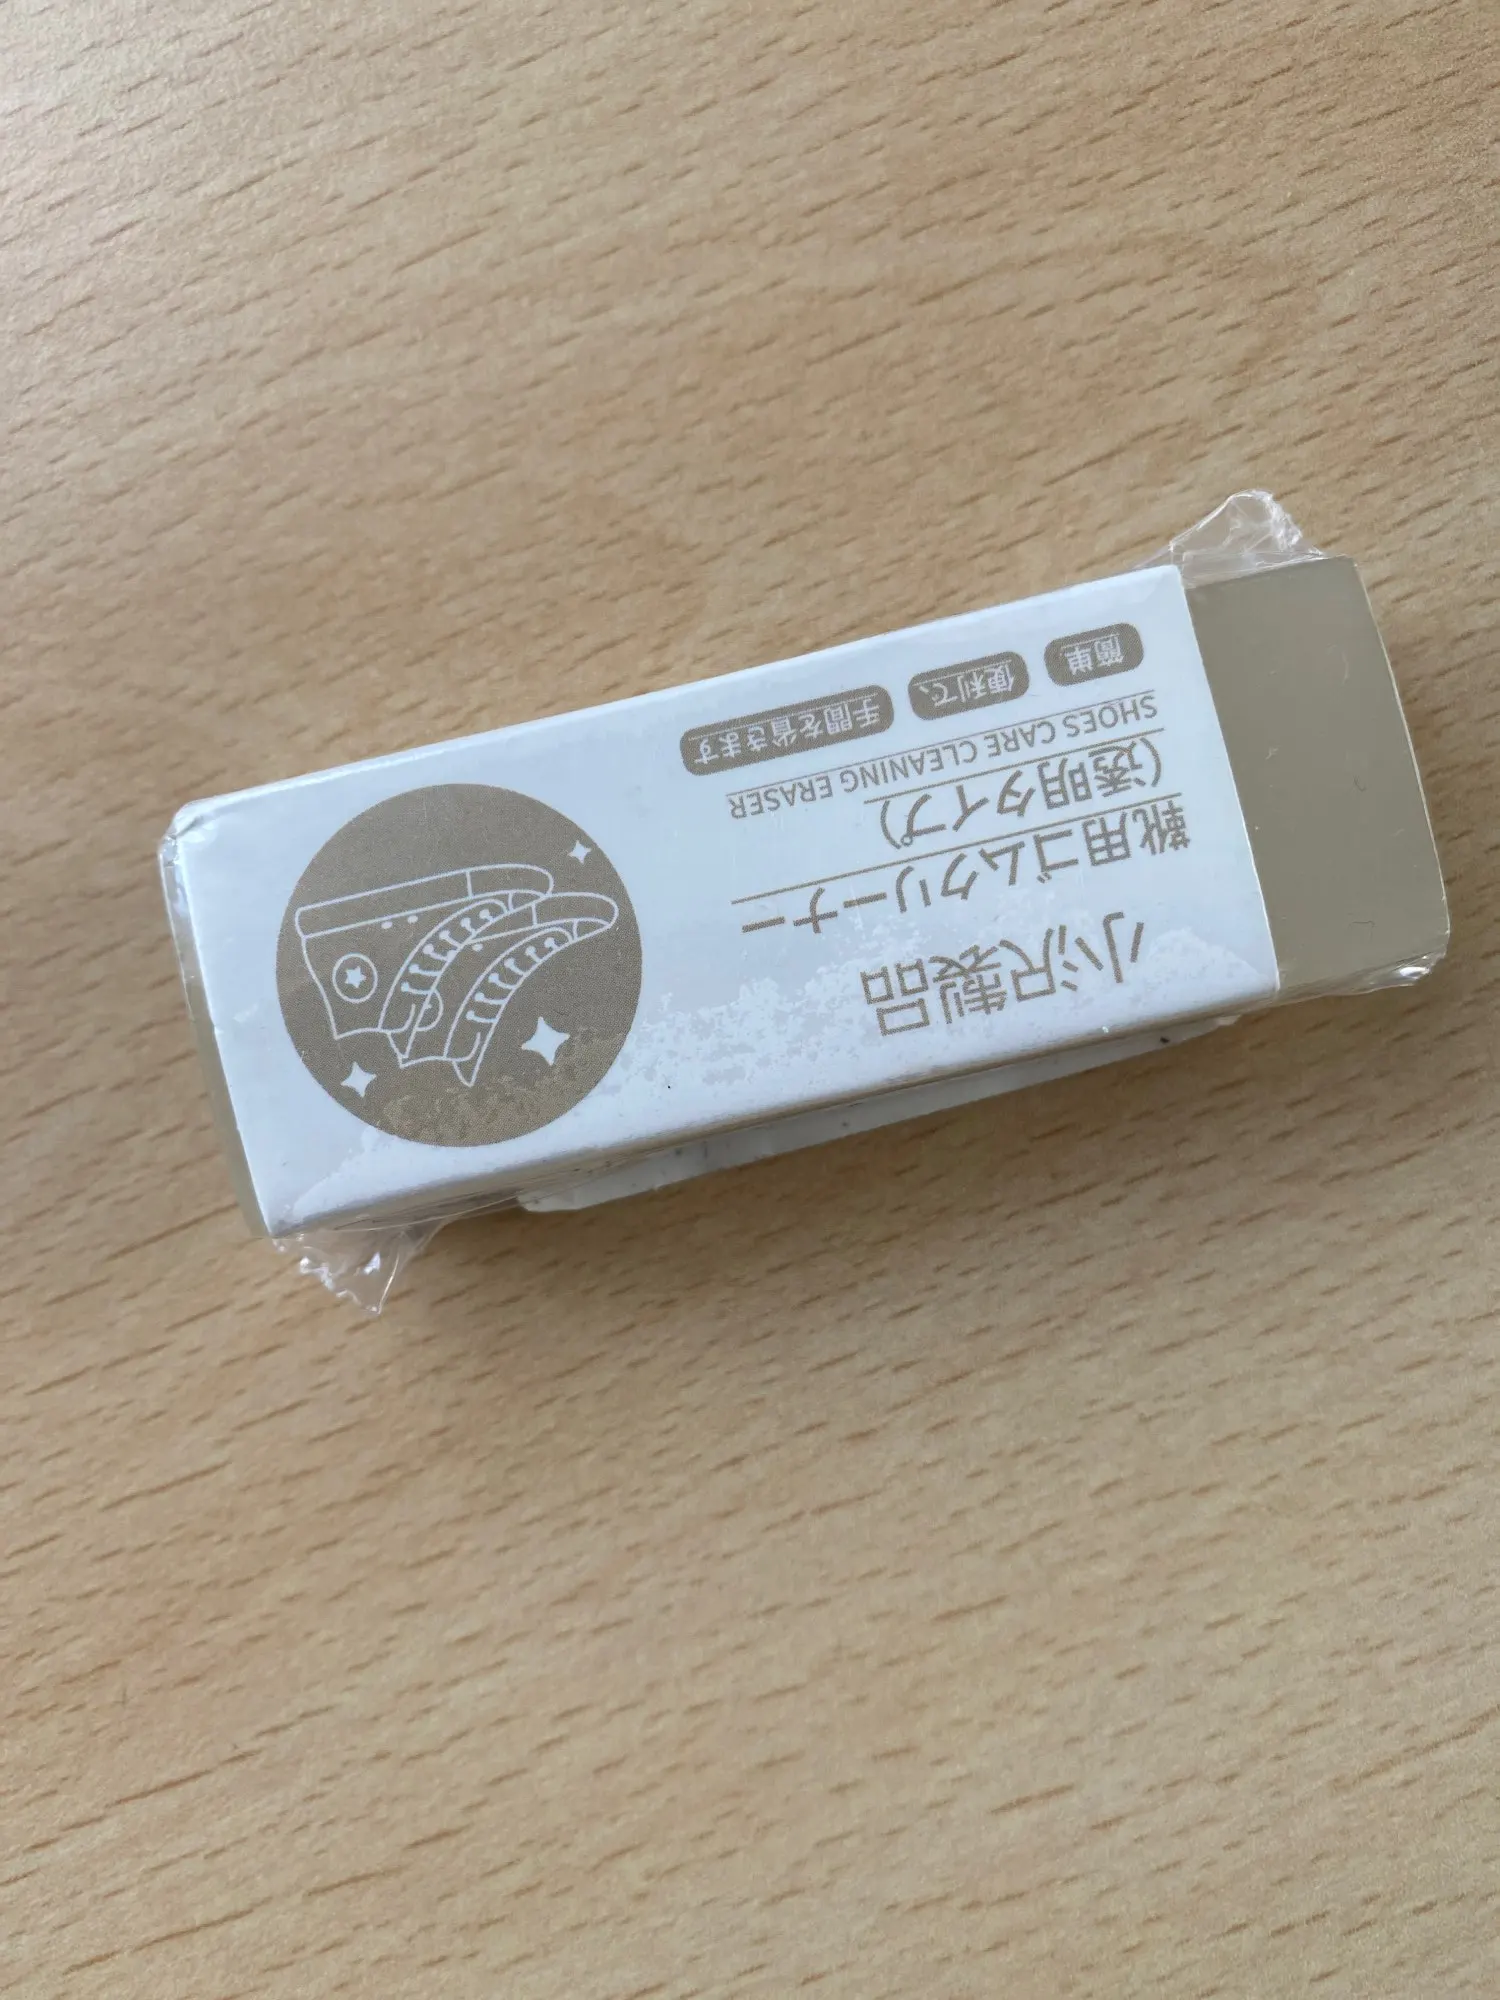 小沢製品
靴用ゴムクリーナー
(透明タイプ)
SHOES CARE CLEANING ERASER
簡単 便利で、 手間を省きます